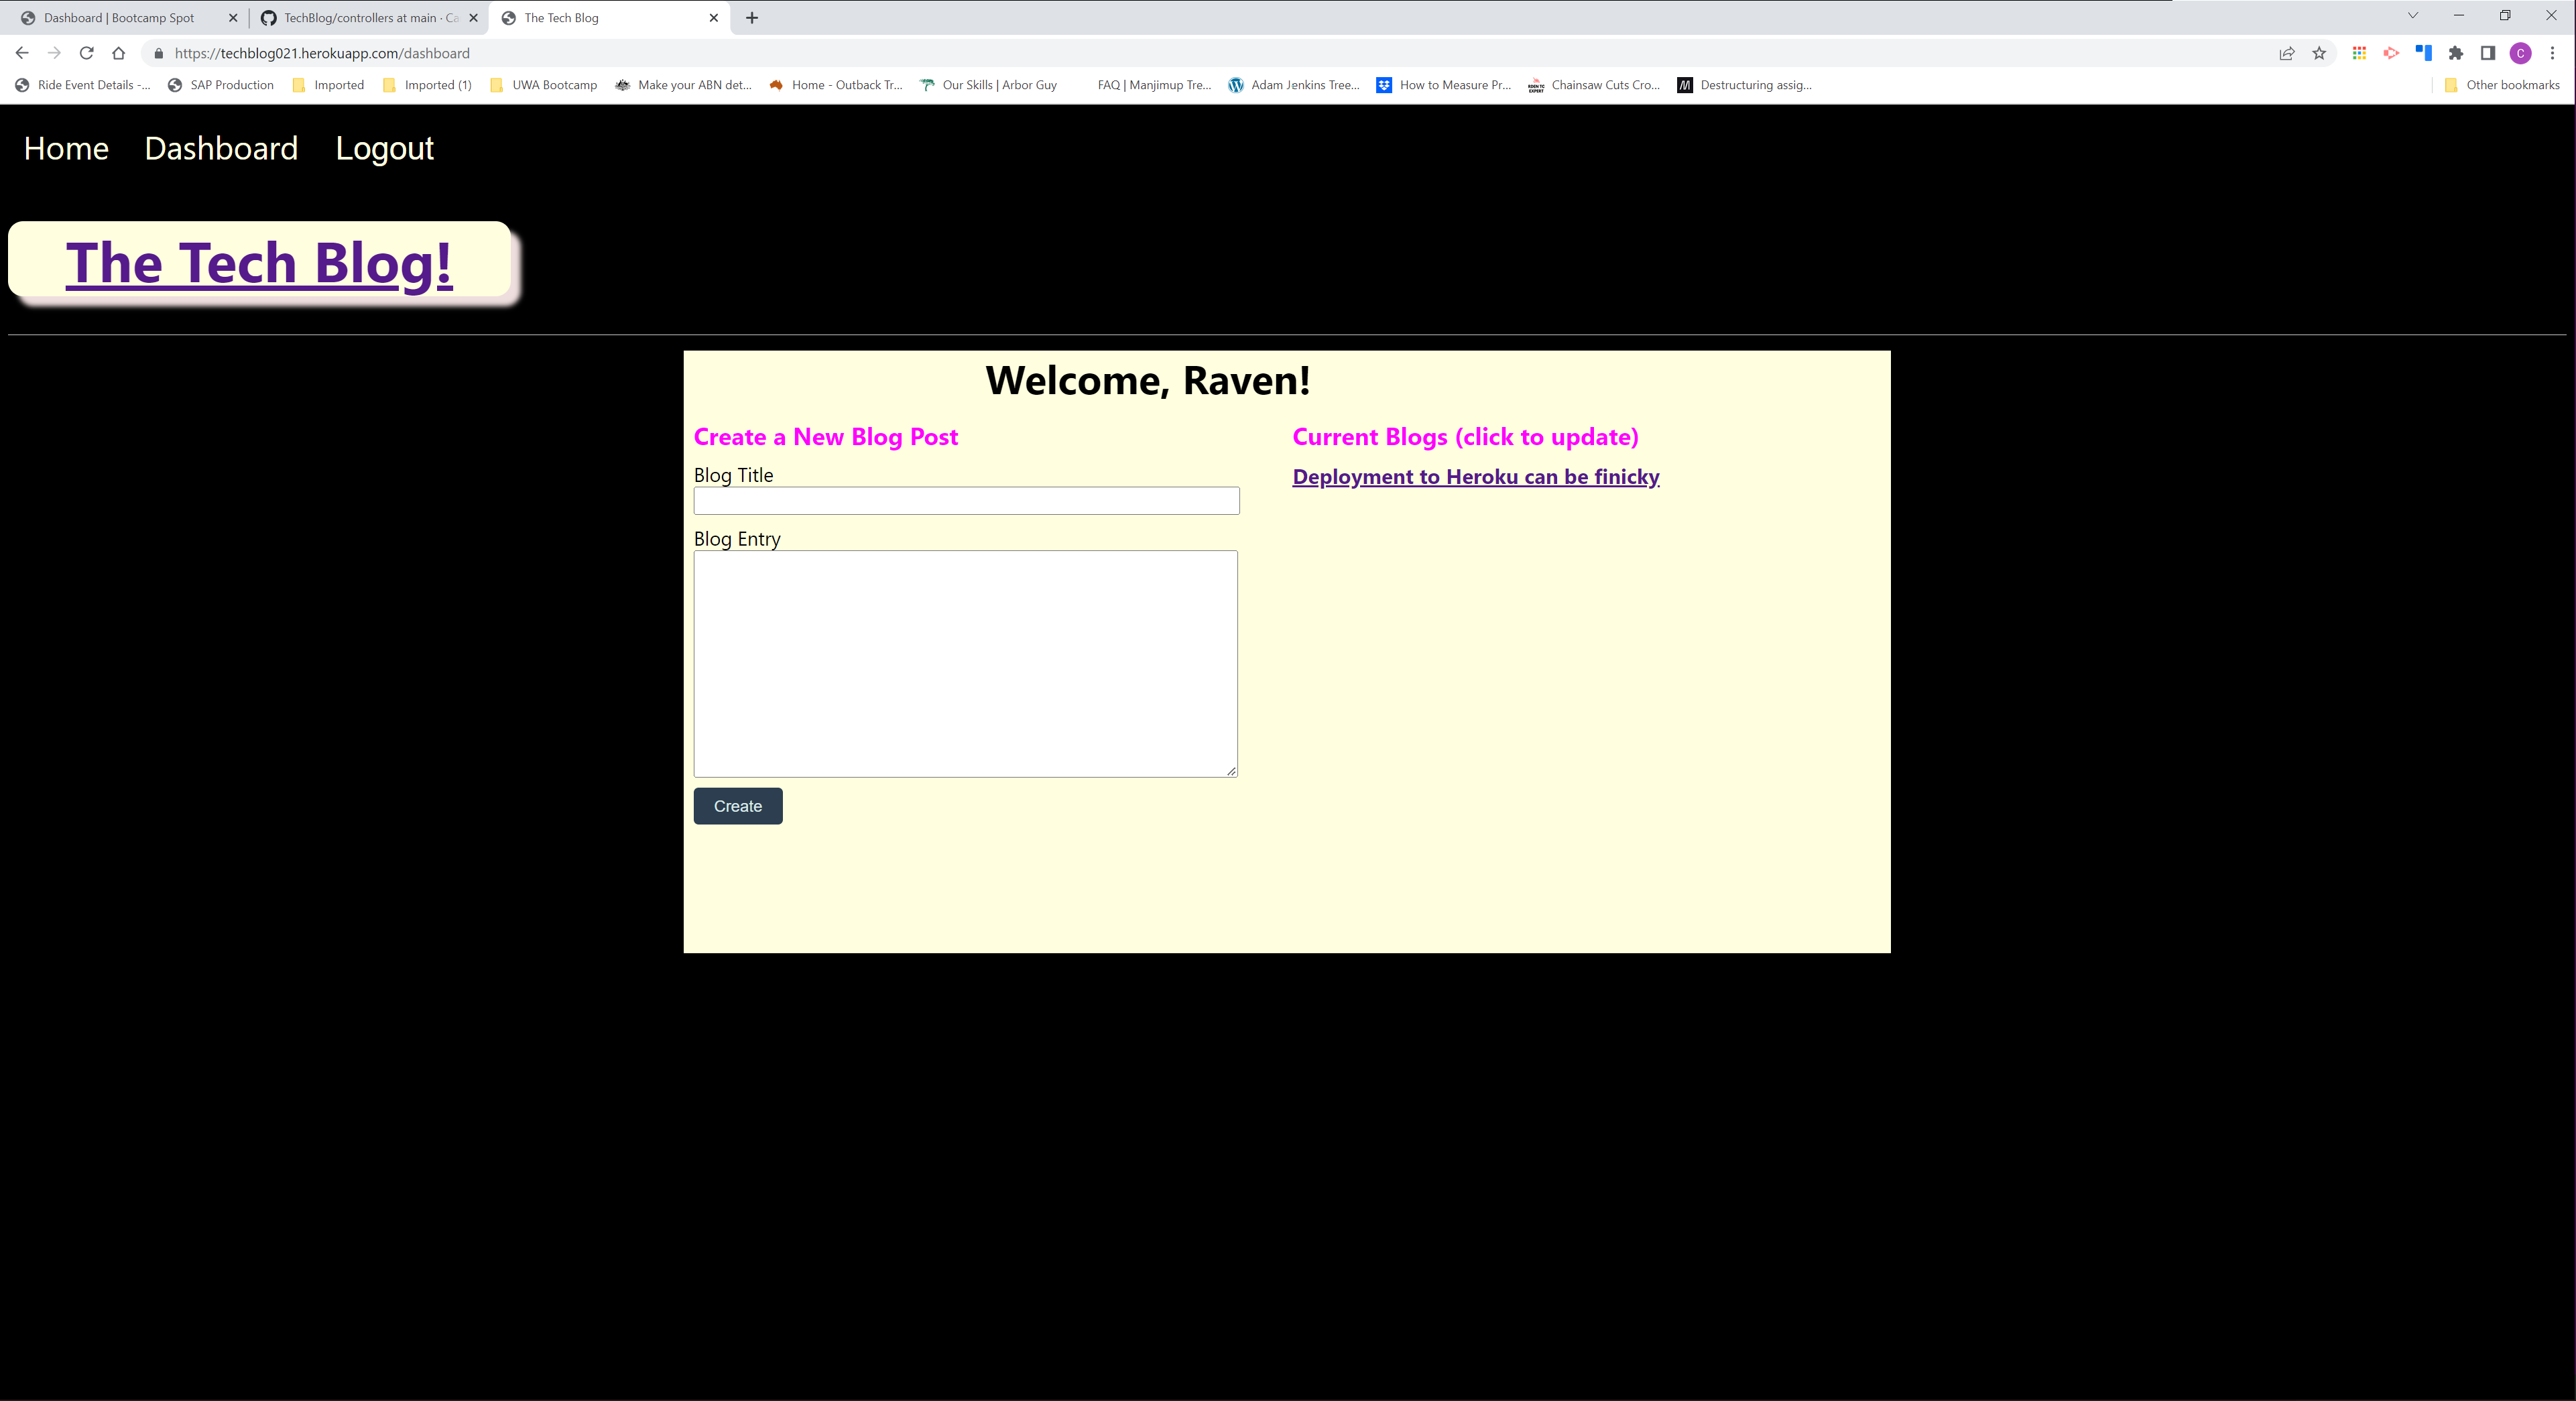 Dashboard | Bootcamp Spot
TechBlog/controllers at main · Ca
The Tech Blog
https://techblog021.herokuapp.com/dashboard
C
Ride Event Details -...
SAP Production
Imported
Imported (1)
UWA Bootcamp
Make your ABN det...
Home - Outback Tr...
Our Skills | Arbor Guy
FAQ | Manjimup Tre...
Adam Jenkins Tree...
How to Measure Pr...
Chainsaw Cuts Cro...
Destructuring assig...
Other bookmarks
Home
Dashboard
Logout
The Tech Blog!
Welcome, Raven!
Create a New Blog Post
Blog Title
Blog Entry
Create
Current Blogs (click to update)
Deployment to Heroku can be finicky